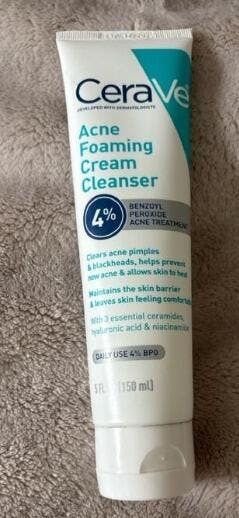 CeraVe
DEVELOPED WITH DERMATOLOGISTS
Acne
Foaming
Cream
Cleanser
4%
BENZOYL
PEROXIDE
ACNE TREATMENT
Clears acne pimples
& blackheads, helps prevent
new acne & allows skin to heal
Maintains the skin barrier
& leaves skin feeling comfortable
With 3 essential ceramides,
hyaluronic acid & niacinamide
DAILY USE 4% BPO
5 FL (150 mL)